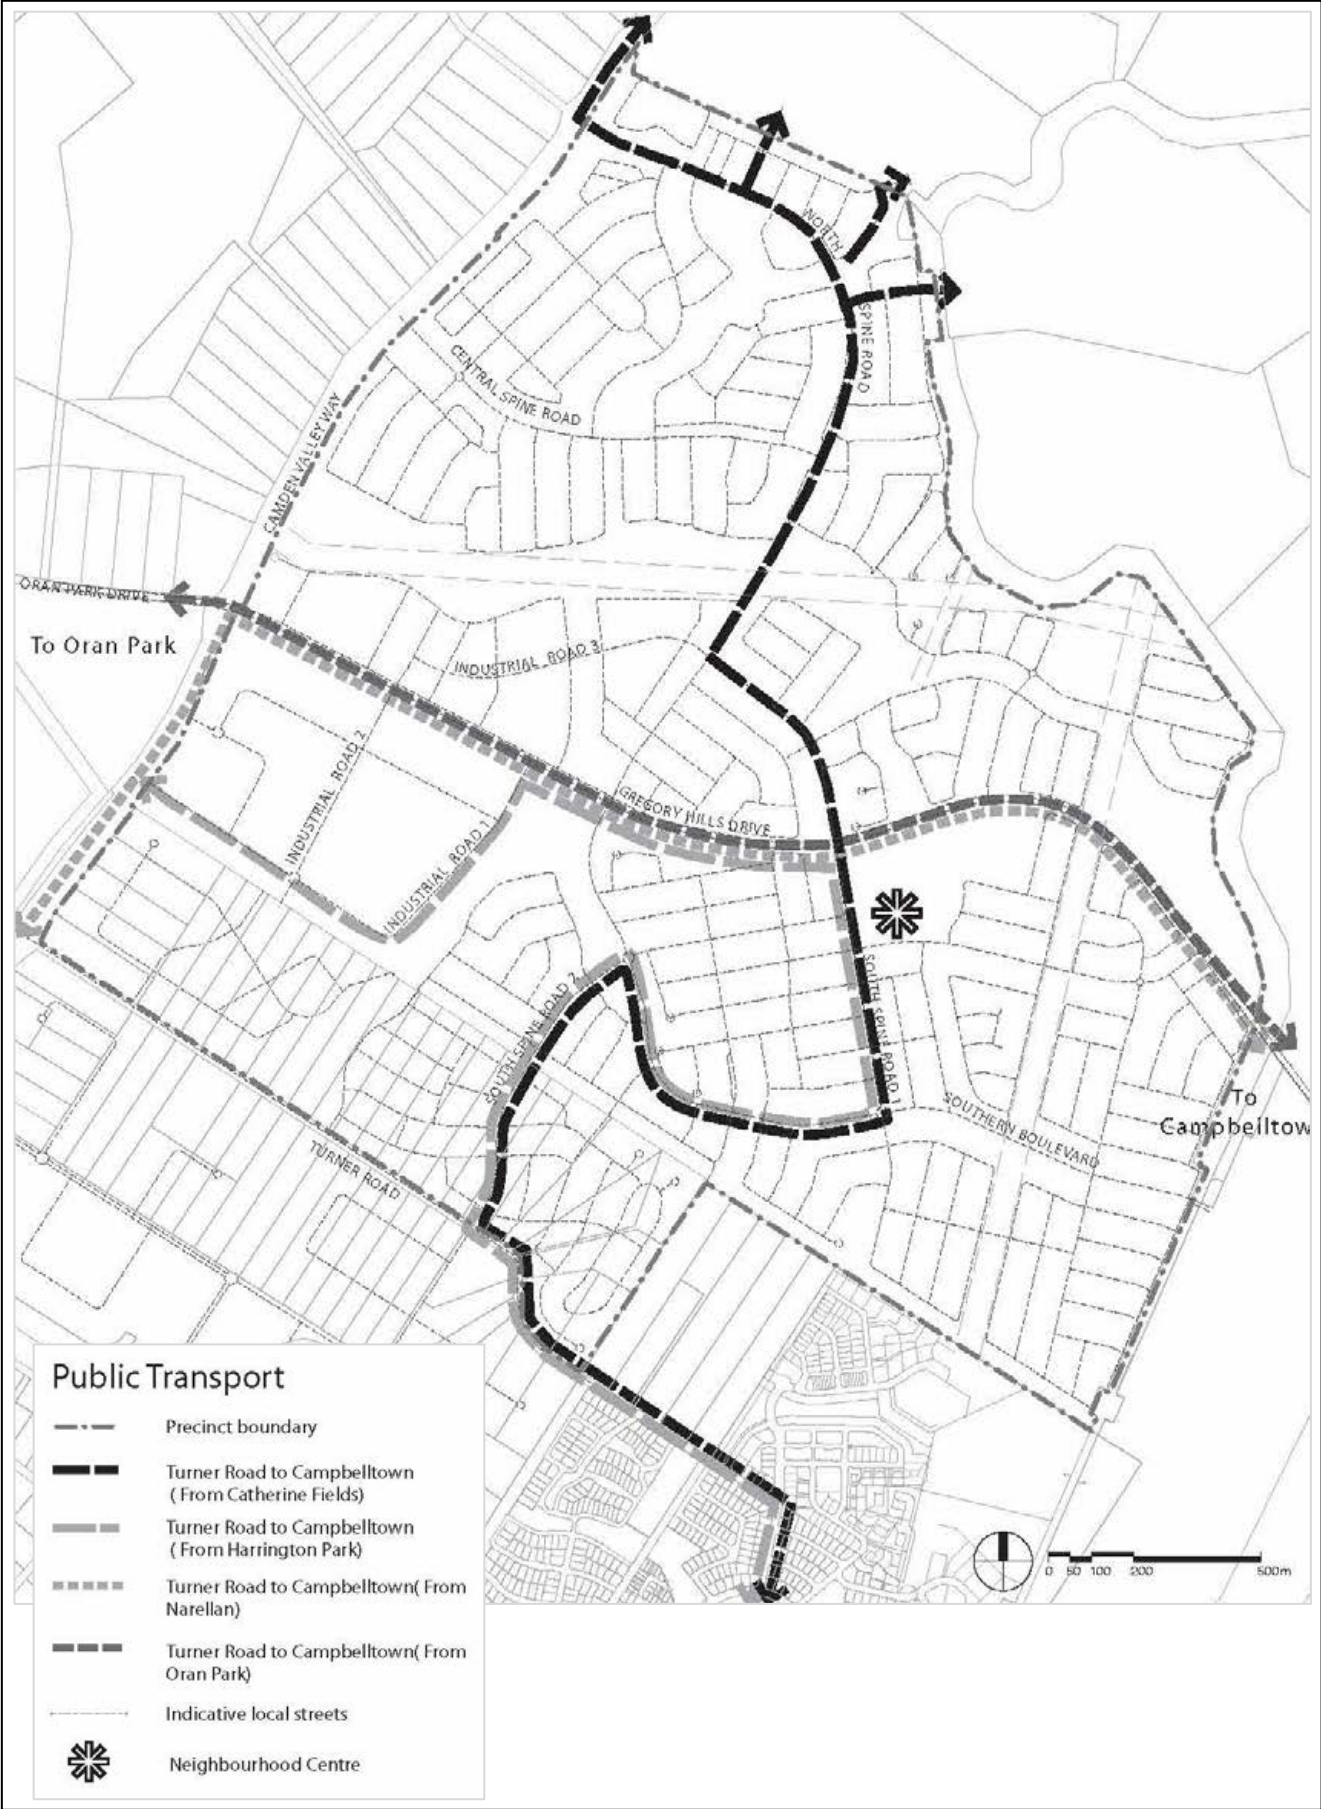 NORTH
SPINE ROAD
CENTRAL SPINE ROAD
CAMDEN VALLEY WAY
ORAN PARK DRIVE
To Oran Park
INDUSTRIAL ROAD 3
INDUSTRIAL ROAD 2
GREGORY HILLS DRIVE
INDUSTRIAL ROAD 1
SOUTH SPINE ROAD 2
SOUTH SPINE ROAD 1
SOUTHERN BOULEVARD
To
Campbelltow
TURNER ROAD
Public Transport
Precinct boundary
Turner Road to Campbelltown
( From Catherine Fields)
Turner Road to Campbelltown
( From Harrington Park)
Turner Road to Campbelltown( From
Narellan)
Turner Road to Campbelltown( From
Oran Park)
Indicative local streets
Neighbourhood Centre
0 50 100 200 500m